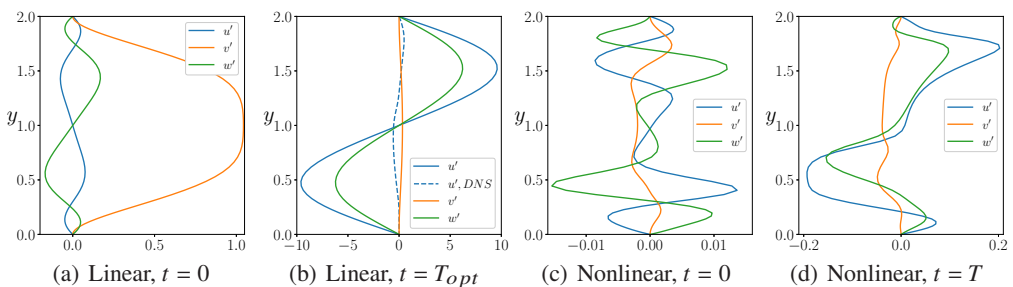 2.0
1.5
y 1.0
0.5
0.0
0.0 0.5 1.0
u′
v′
w′
(a) Linear, t = 0
2.0
1.5
y 1.0
0.5
0.0
−10 −5 0 5 10
u′
u′, DNS
v′
w′
(b) Linear, t = Topt
2.0
1.5
y 1.0
0.5
0.0
−0.01 0.00 0.01
u′
v′
w′
(c) Nonlinear, t = 0
2.0
1.5
y 1.0
0.5
0.0
−0.2 0.0 0.2
u′
v′
w′
(d) Nonlinear, t = T